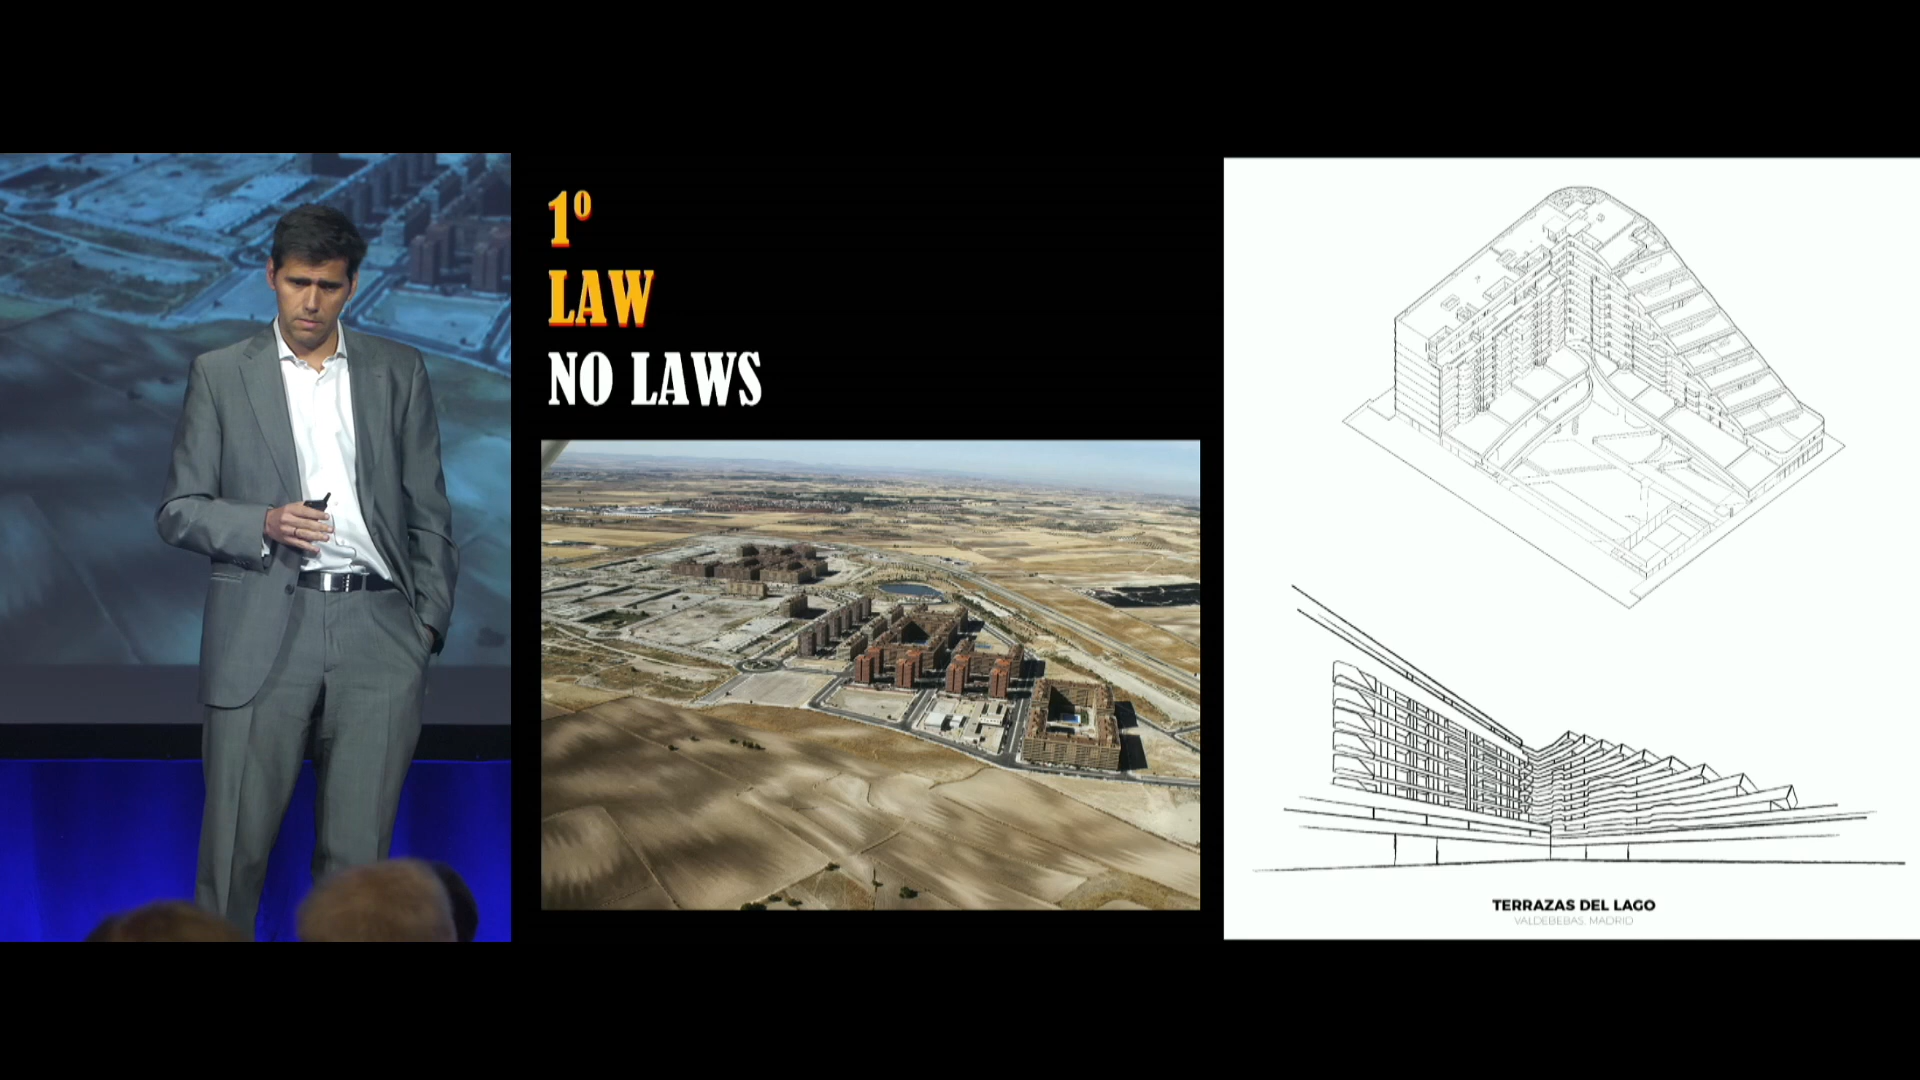 1º
LAW
NO LAWS
TERRAZAS DEL LAGO
VALDEBEBAS, MADRID